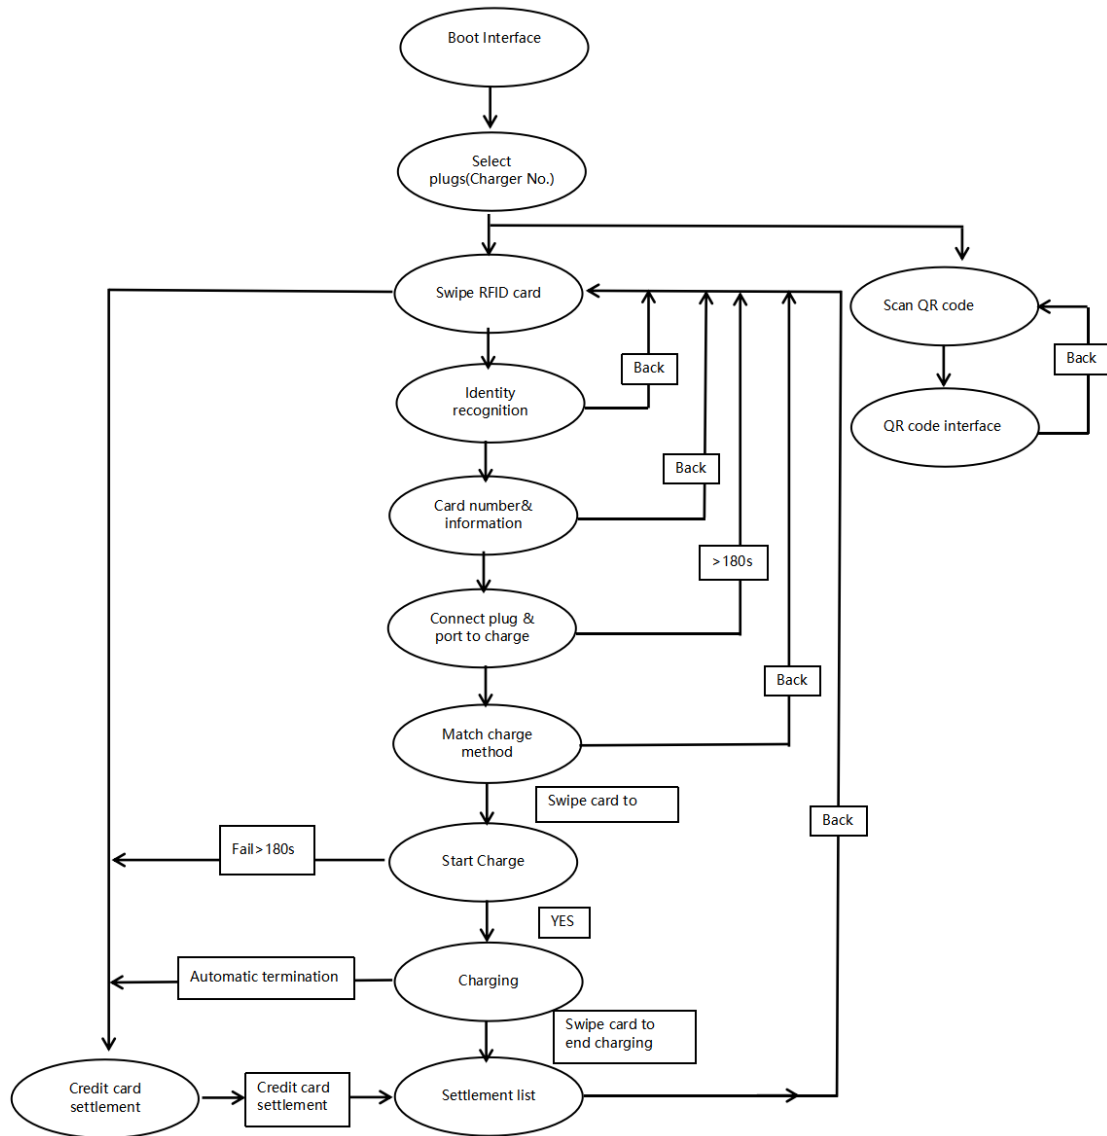 Boot Interface
Select
plugs(Charger No.)
Swipe RFID card
Scan QR code
Back
Back
Identity
recognition
QR code interface
Back
Card number&
information
>180s
Connect plug &
port to charge
Back
Match charge
method
Swipe card to
Back
Fail>180s
Start Charge
YES
Automatic termination
Charging
Swipe card to
end charging
Credit card
settlement
Credit card
settlement
Settlement list